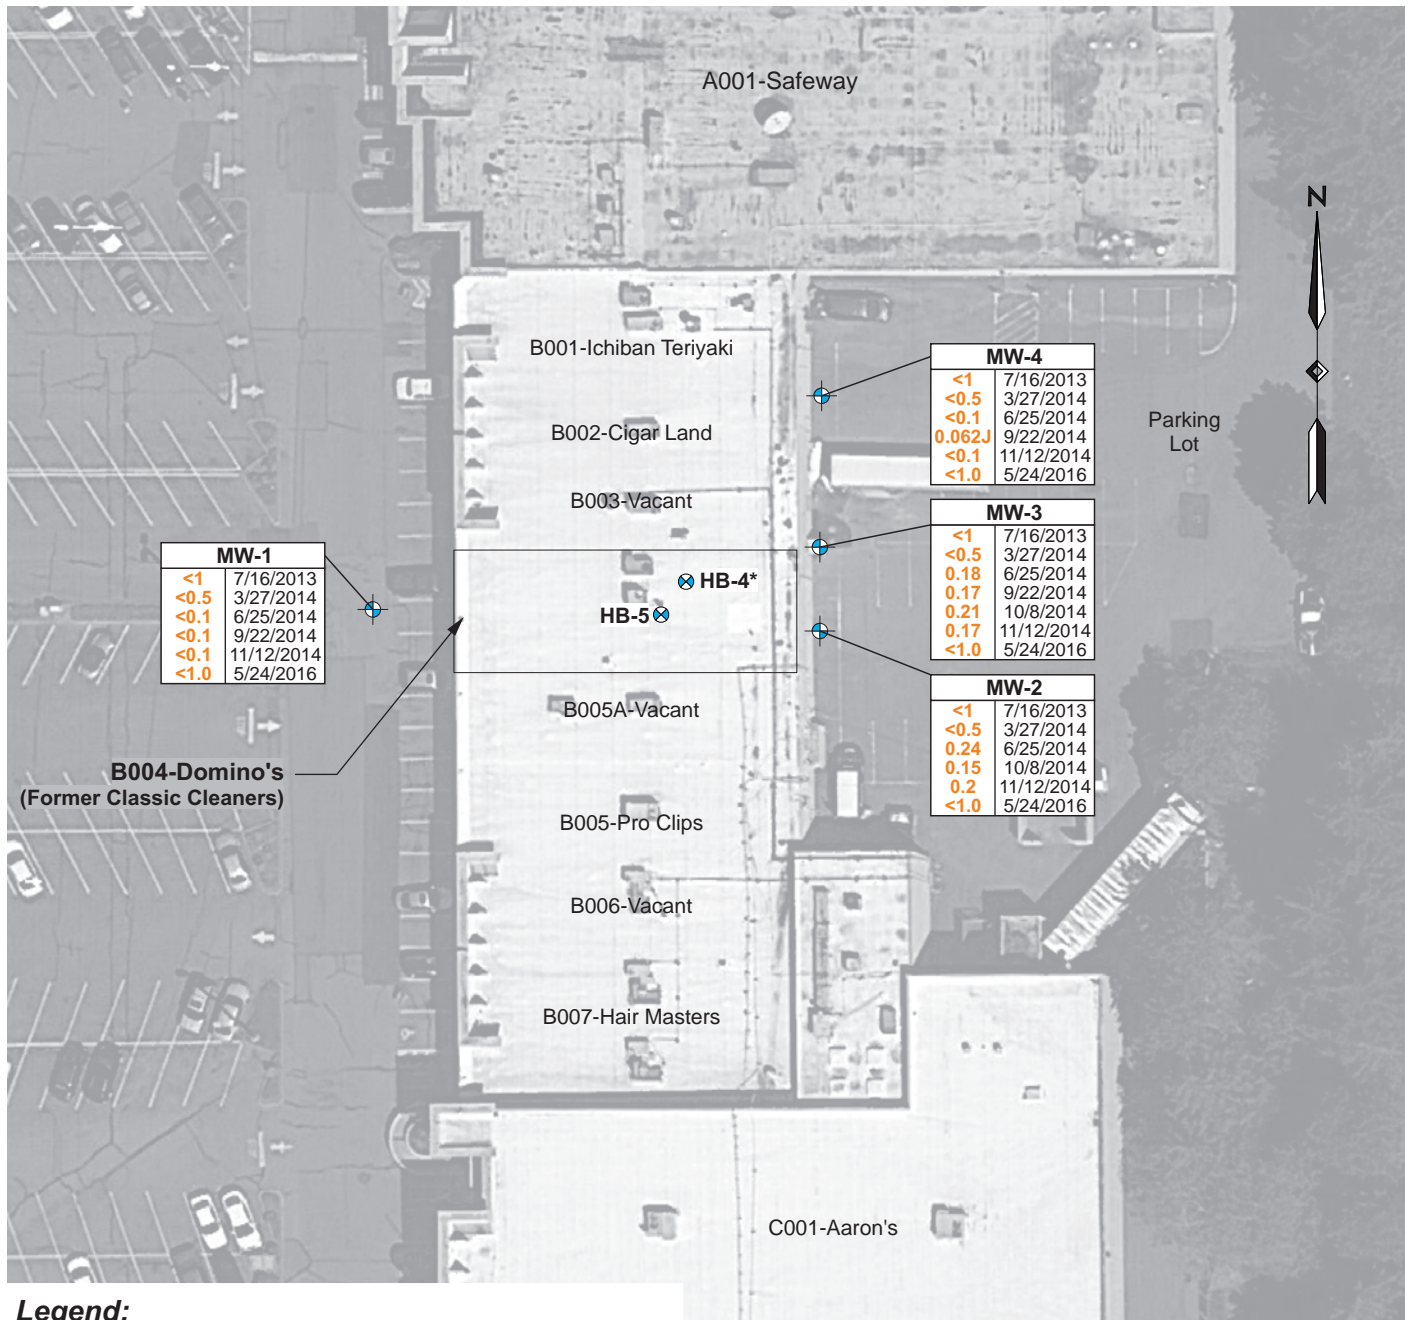 A001-Safeway
N
B001-Ichiban Teriyaki
B002-Cigar Land
B003-Vacant
Parking
Lot
MW-4
<1 7/16/2013
<0.5 3/27/2014
<0.1 6/25/2014
0.062J 9/22/2014
<0.1 11/12/2014
<1.0 5/24/2016
MW-3
<1 7/16/2013
<0.5 3/27/2014
0.18 6/25/2014
0.17 9/22/2014
0.21 10/8/2014
0.17 11/12/2014
<1.0 5/24/2016
MW-1
<1 7/16/2013
<0.5 3/27/2014
<0.1 6/25/2014
<0.1 9/22/2014
<0.1 11/12/2014
<1.0 5/24/2016
HB-4*
HB-5
MW-2
<1 7/16/2013
<0.5 3/27/2014
0.24 6/25/2014
0.15 10/8/2014
0.2 11/12/2014
<1.0 5/24/2016
B005A-Vacant
B004-Domino's
(Former Classic Cleaners)
B005-Pro Clips
B006-Vacant
B007-Hair Masters
C001-Aaron's
Legend: